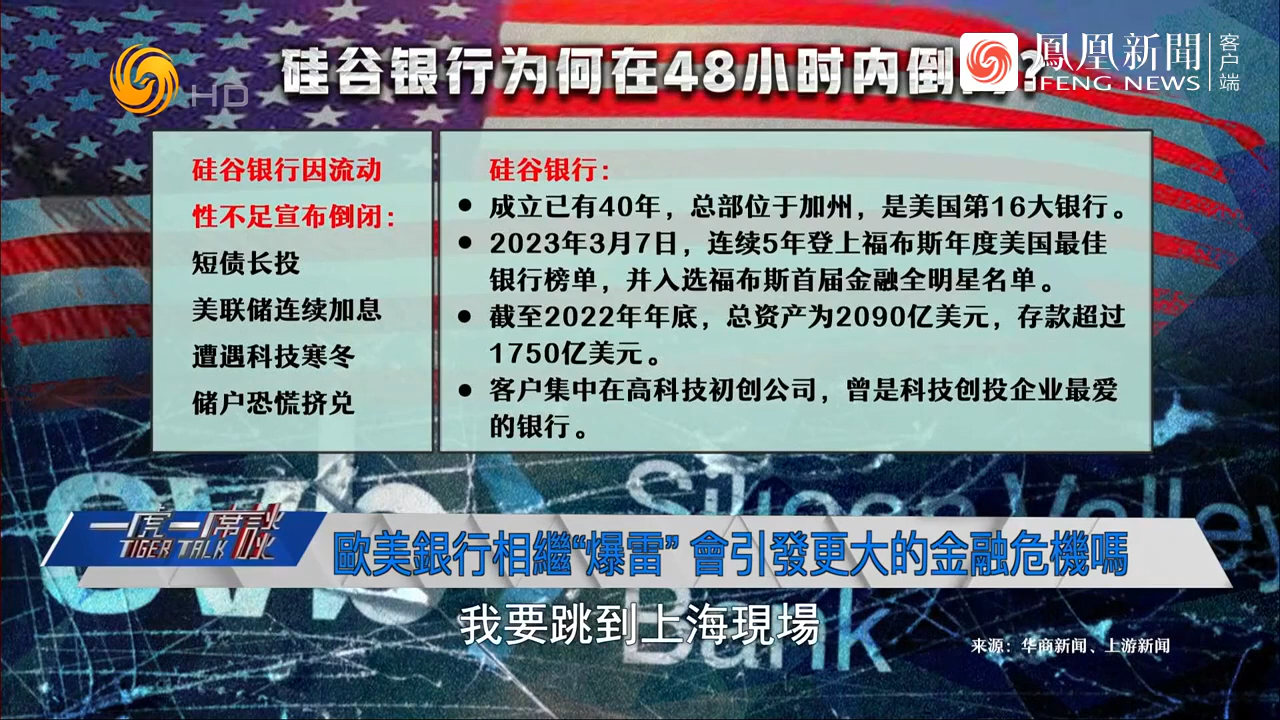 硅谷银行为何在48小时内倒?
HD
鳳凰新聞
IFENG NEWS
客户端
硅谷银行因流动
性不足宣布倒闭：
短债长投
美联储连续加息
遭遇科技寒冬
储户恐慌挤兑
硅谷银行：
● 成立已有40年，总部位于加州，是美国第16大银行。
● 2023年3月7日，连续5年登上福布斯年度美国最佳
银行榜单，并入选福布斯首届金融全明星名单。
● 截至2022年年底，总资产为2090亿美元，存款超过
1750亿美元。
● 客户集中在高科技初创公司，曾是科技创投企业最爱
的银行。
svb
Silicon Valley
Bank
一虎一席談
TIGER TALK
歐美銀行相繼“爆雷” 會引發更大的金融危機嗎
我要跳到上海現場
来源：华商新闻、上游新闻